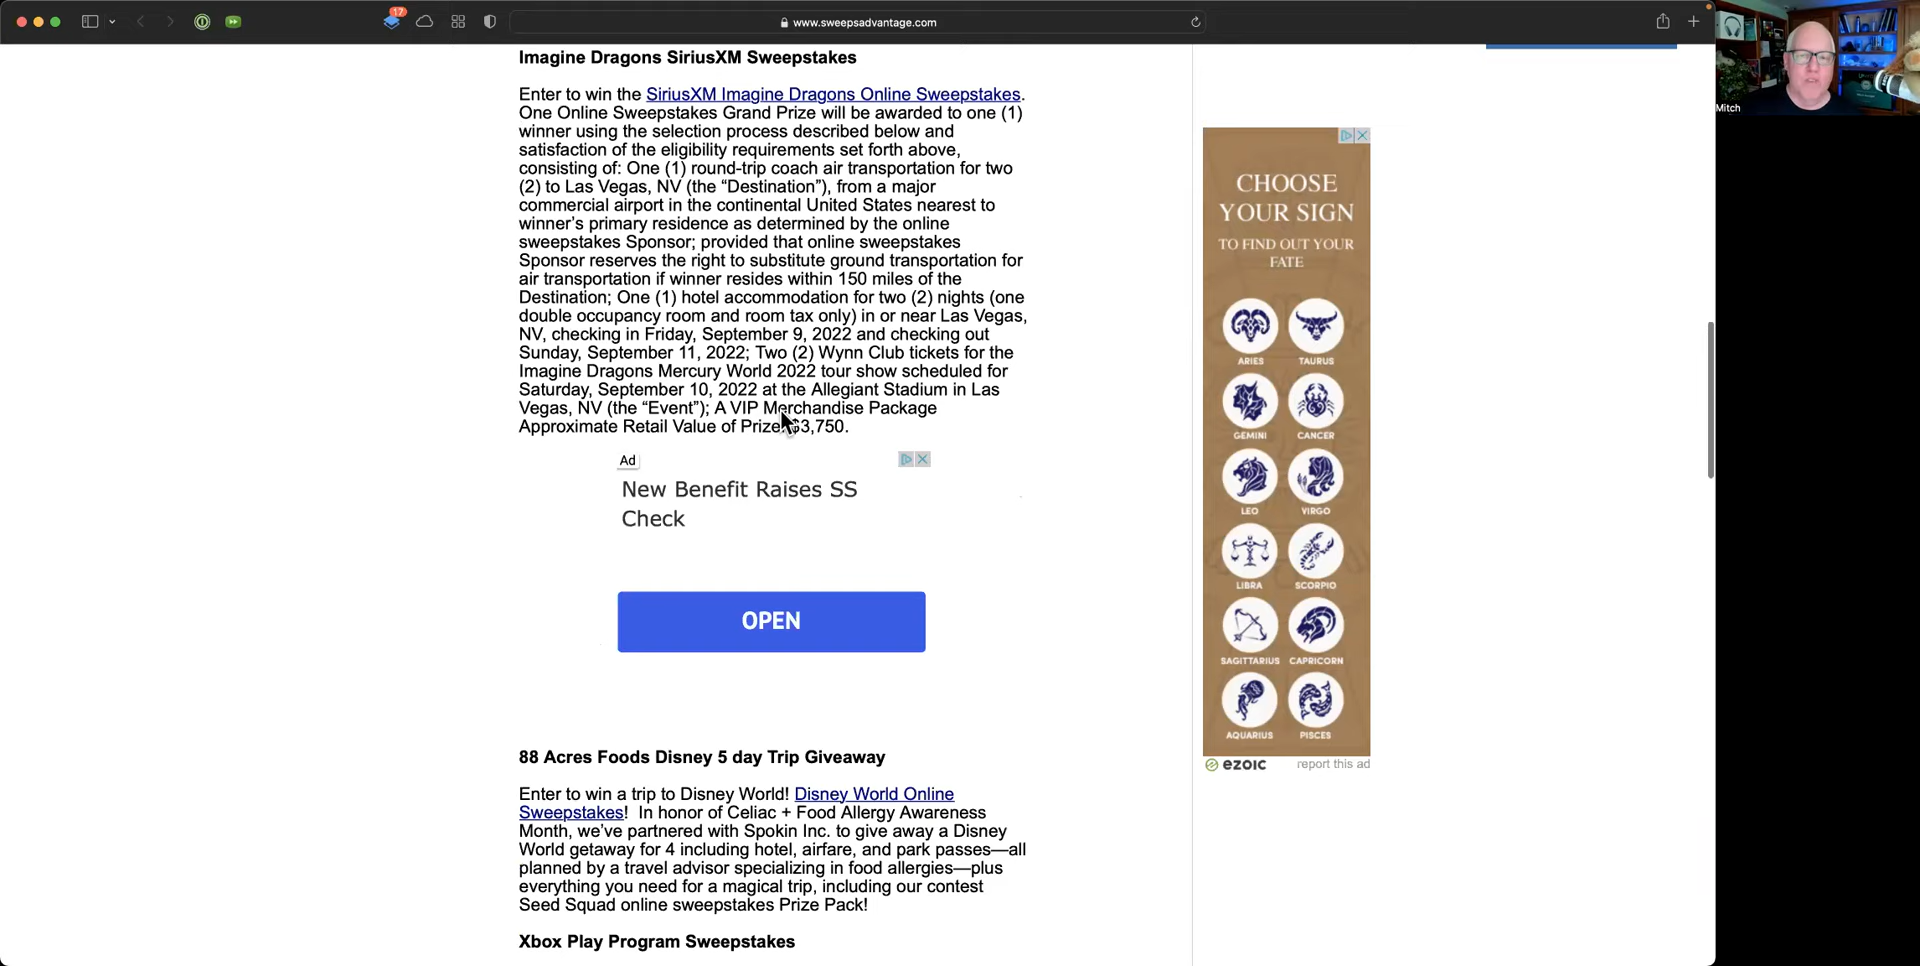 17
www.sweepsadvantage.com
Mitch
Imagine Dragons SiriusXM Sweepstakes
Enter to win the SiriusXM Imagine Dragons Online Sweepstakes.
One Online Sweepstakes Grand Prize will be awarded to one (1)
winner using the selection process described below and
satisfaction of the eligibility requirements set forth above,
consisting of: One (1) round-trip coach air transportation for two
(2) to Las Vegas, NV (the “Destination”), from a major
commercial airport in the continental United States nearest to
winner’s primary residence as determined by the online
sweepstakes Sponsor; provided that online sweepstakes
Sponsor reserves the right to substitute ground transportation for
air transportation if winner resides within 150 miles of the
Destination; One (1) hotel accommodation for two (2) nights (one
double occupancy room and room tax only) in or near Las Vegas,
NV, checking in Friday, September 9, 2022 and checking out
Sunday, September 11, 2022; Two (2) Wynn Club tickets for the
Imagine Dragons Mercury World 2022 tour show scheduled for
Saturday, September 10, 2022 at the Allegiant Stadium in Las
Vegas, NV (the “Event”); A VIP Merchandise Package
Approximate Retail Value of Prize: $3,750.
Ad
New Benefit Raises SS
Check
OPEN
88 Acres Foods Disney 5 day Trip Giveaway
Enter to win a trip to Disney World! Disney World Online
Sweepstakes! In honor of Celiac + Food Allergy Awareness
Month, we’ve partnered with Spokin Inc. to give away a Disney
World getaway for 4 including hotel, airfare, and park passes—all
planned by a travel advisor specializing in food allergies—plus
everything you need for a magical trip, including our contest
Seed Squad online sweepstakes Prize Pack!
Xbox Play Program Sweepstakes
CHOOSE
YOUR SIGN
TO FIND OUT YOUR
FATE
ARIES TAURUS
GEMINI CANCER
LEO VIRGO
LIBRA SCORPIO
SAGITTARIUS CAPRICORN
AQUARIUS PISCES
ezoic report this ad